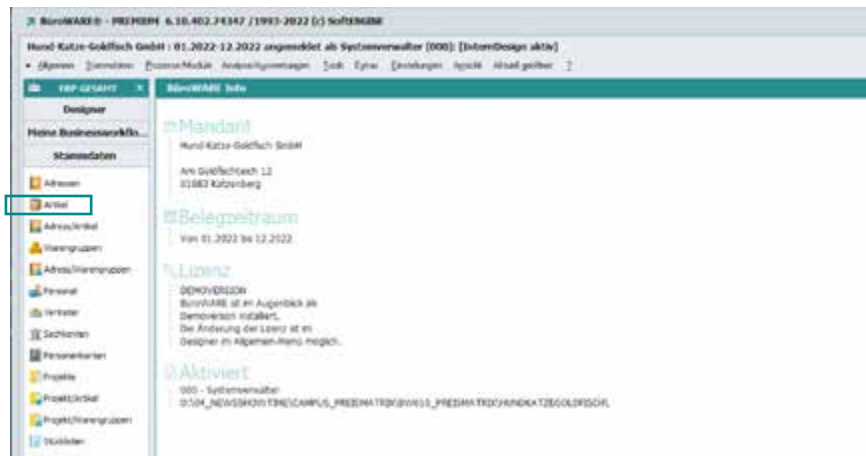 BüroWARE® - PREMIUM 6.10.402.74347 /1993-2022 (c) SoftENGINE
Hund-Katze-Goldfisch GmbH : 01.2022-12.2022 angemeldet als Systemverwalter (000): [InternDesign aktiv]
Allgemein Stammdaten Prozesse/Module Analysen/Auswertungen Tools Extras Einstellungen Ansicht Aktuell geöffnet ?
ERP-GESAMT × BüroWARE Info
Designer
Meine Businessworkflo...
Stammdaten
Adressen
Artikel
Adress/Artikel
Warengruppen
Adress/Warengruppen
Personal
Vertreter
Sachkonten
Personenkonten
Projekte
Projekt/Artikel
Projekt/Warengruppen
Stücklisten
Mandant
Hund-Katze-Goldfisch GmbH
Am Goldfischteich 12
01683 Katzenberg
Belegzeitraum
Von 01.2022 bis 12.2022
Lizenz
DEMOVERSION
BüroWARE ist im Augenblick als
Demoversion installiert.
Die Änderung der Lizenz ist im
Designer im Allgemein-Menü möglich.
Aktiviert
000 - Systemverwalter